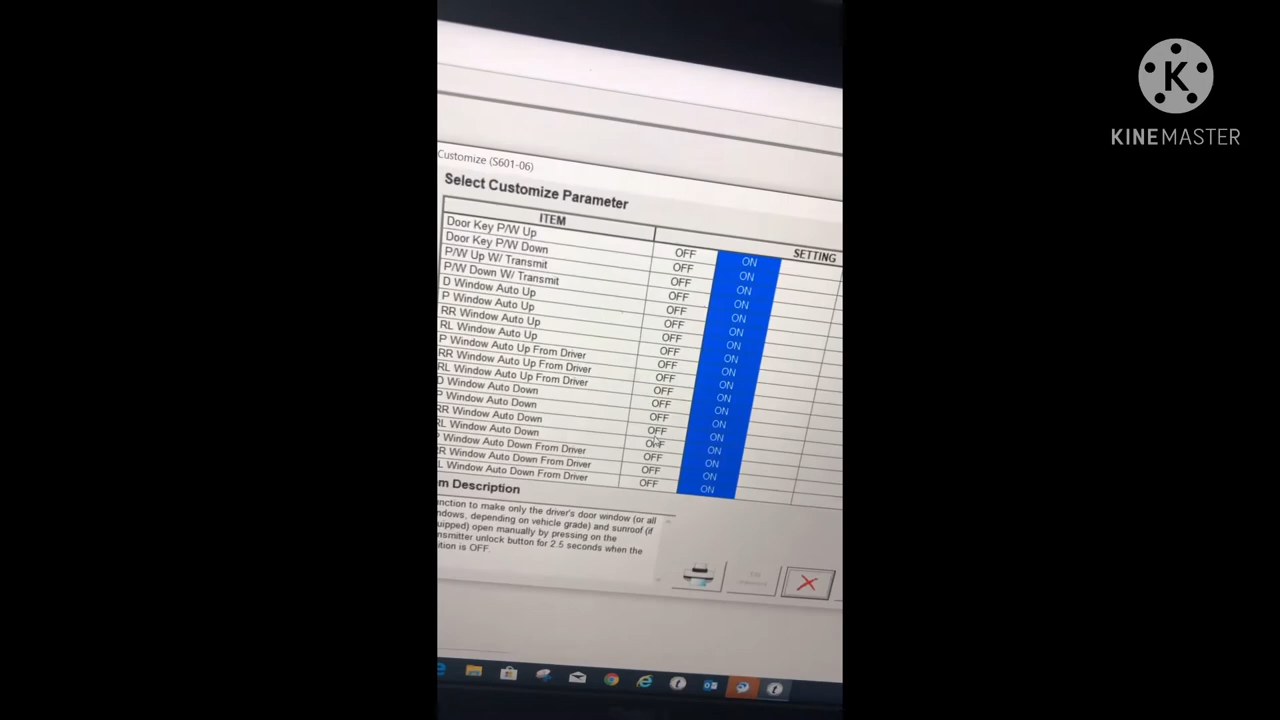 K
KINEMASTER
Customize (S601-06)
Select Customize Parameter
ITEM SETTING
Door Key P/W Up OFF ON
Door Key P/W Down OFF ON
P/W Up W/ Transmit OFF ON
P/W Down W/ Transmit OFF ON
D Window Auto Up OFF ON
P Window Auto Up OFF ON
RR Window Auto Up OFF ON
RL Window Auto Up OFF ON
P Window Auto Up From Driver OFF ON
RR Window Auto Up From Driver OFF ON
RL Window Auto Up From Driver OFF ON
D Window Auto Down OFF ON
P Window Auto Down OFF ON
RR Window Auto Down OFF ON
RL Window Auto Down OFF ON
P Window Auto Down From Driver OFF ON
RR Window Auto Down From Driver OFF ON
L Window Auto Down From Driver OFF ON
m Description
unction to make only the driver's door window (or all
ndows, depending on vehicle grade) and sunroof (if
uipped) open manually by pressing on the
nsmitter unlock button for 2.5 seconds when the
ition is OFF.